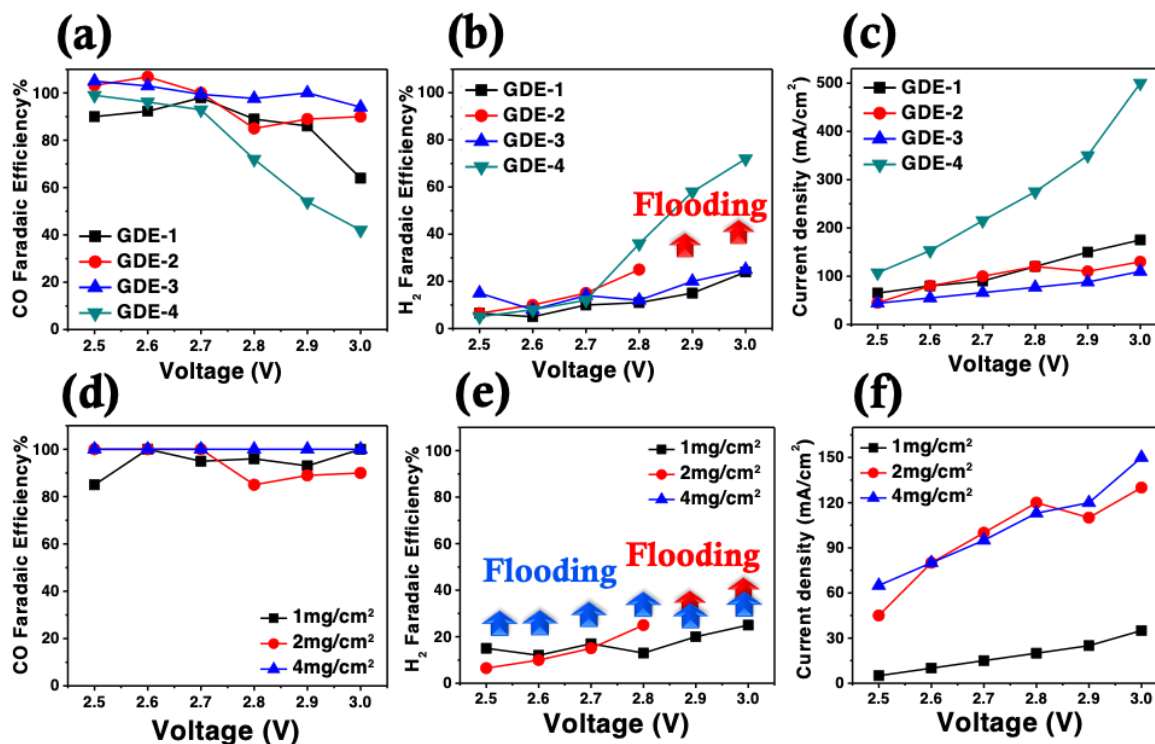 (a)
CO Faradaic Efficiency%
100
80
60
40
20
0
GDE-1
GDE-2
GDE-3
GDE-4
2.5 2.6 2.7 2.8 2.9 3.0
Voltage (V)
(b)
H₂ Faradaic Efficiency%
100
80
60
40
20
0
GDE-1
GDE-2
GDE-3
GDE-4
Flooding
2.5 2.6 2.7 2.8 2.9 3.0
Voltage (V)
(c)
Current density (mA/cm²)
500
400
300
200
100
0
GDE-1
GDE-2
GDE-3
GDE-4
2.5 2.6 2.7 2.8 2.9 3.0
Voltage (V)
(d)
CO Faradaic Efficiency%
100
80
60
40
20
0
1mg/cm²
2mg/cm²
4mg/cm²
2.5 2.6 2.7 2.8 2.9 3.0
Voltage (V)
(e)
H₂ Faradaic Efficiency%
100
80
60
40
20
0
1mg/cm²
2mg/cm²
4mg/cm²
Flooding
Flooding
2.5 2.6 2.7 2.8 2.9 3.0
Voltage (V)
(f)
Current density (mA/cm²)
150
120
90
60
30
0
1mg/cm²
2mg/cm²
4mg/cm²
2.5 2.6 2.7 2.8 2.9 3.0
Voltage (V)